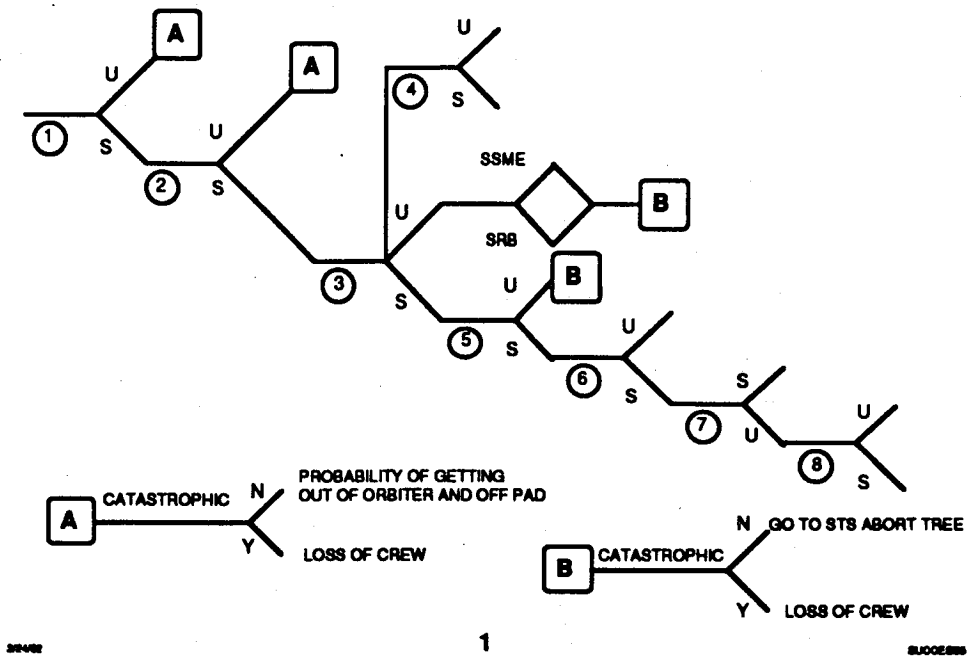 A
U
A
U
4
S
1
S
U
2
S
SSME
U
B
SRB
3
S
U
B
5
S
U
6
S
S
7
U
U
8
S
A
CATASTROPHIC
N
PROBABILITY OF GETTING
OUT OF ORBITER AND OFF PAD
Y
LOSS OF CREW
B
CATASTROPHIC
N
GO TO STS ABORT TREE
Y
LOSS OF CREW
1